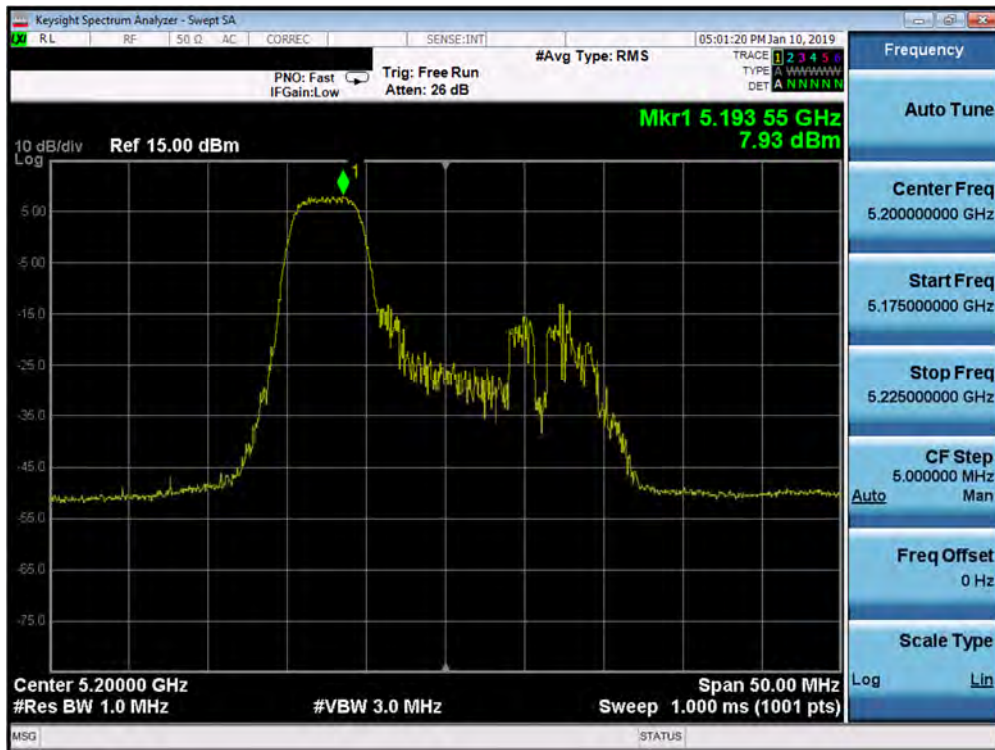 Keysight Spectrum Analyzer - Swept SA
LXI RL RF 50 Ω AC CORREC SENSE:INT 05:01:20 PM Jan 10, 2019
#Avg Type: RMS TRACE 1 2 3 4 5 6
PNO: Fast Trig: Free Run TYPE A WWWWW
IFGain:Low Atten: 26 dB DET A N N N N N
Mkr1 5.193 55 GHz
7.93 dBm
10 dB/div Ref 15.00 dBm
Log
1
5.00
-5.00
-15.0
-25.0
-35.0
-45.0
-55.0
-65.0
-75.0
Center 5.20000 GHz Span 50.00 MHz
#Res BW 1.0 MHz #VBW 3.0 MHz Sweep 1.000 ms (1001 pts)
MSG STATUS
Frequency
Auto Tune
Center Freq
5.200000000 GHz
Start Freq
5.175000000 GHz
Stop Freq
5.225000000 GHz
CF Step
5.000000 MHz
Auto Man
Freq Offset
0 Hz
Scale Type
Log Lin